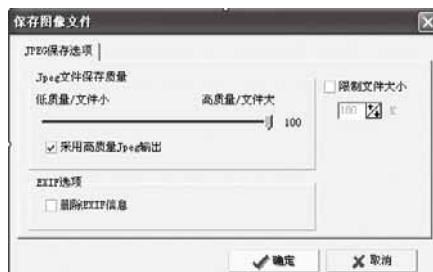 保存图像文件
JPEG保存选项
Jpeg文件保存质量
低质量/文件小 高质量/文件大
100
采用高质量Jpeg输出
限制文件大小
100 K
EXIF选项
删除EXIF信息
确定 取消